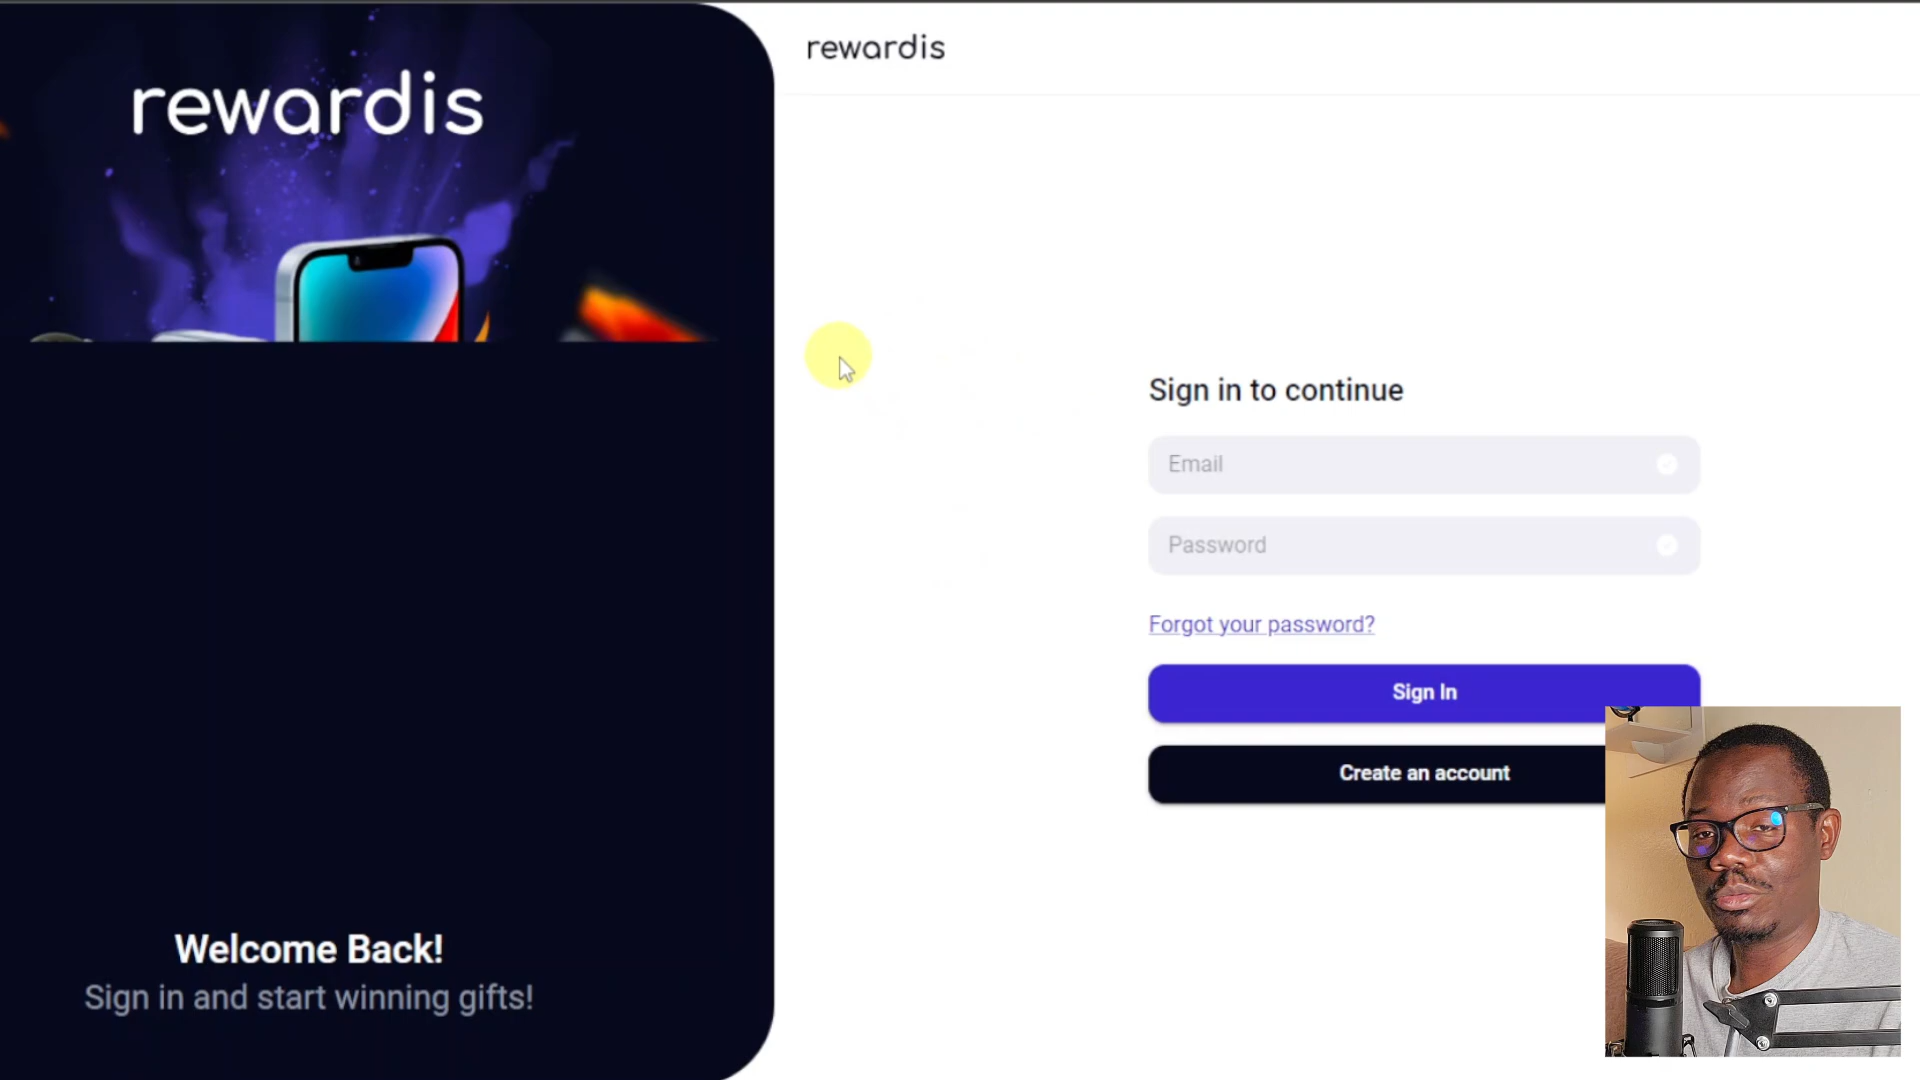 rewardis
Welcome Back!
Sign in and start winning gifts!
rewardis
Sign in to continue
Email
Password
Forgot your password?
Sign In
Create an account